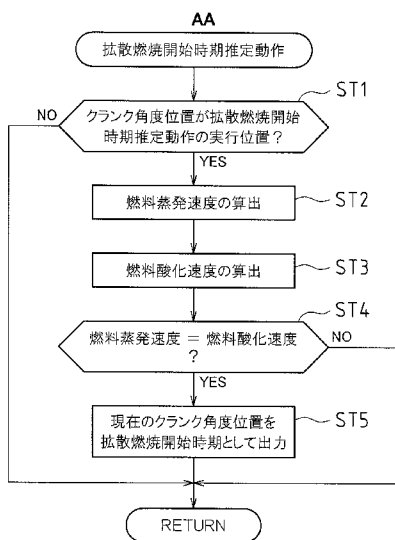 AA
拡散燃焼開始時期推定動作
ST1
NO
クランク角度位置が拡散燃焼開始
時期推定動作の実行位置？
YES
燃料蒸発速度の算出
ST2
燃料酸化速度の算出
ST3
ST4
燃料蒸発速度 ＝ 燃料酸化速度
？
NO
YES
現在のクランク角度位置を
拡散燃焼開始時期として出力
ST5
RETURN